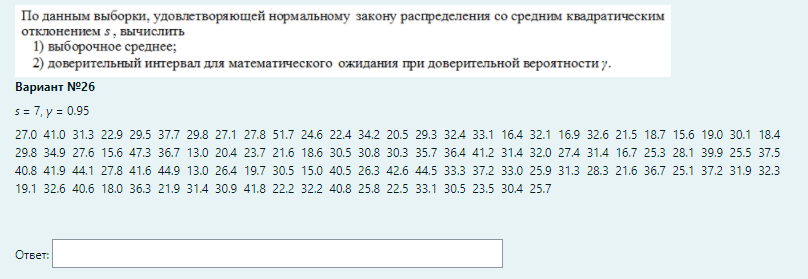 По данным выборки, удовлетворяющей нормальному закону распределения со средним квадратическим
отклонением s, вычислить
1) выборочное среднее;
2) доверительный интервал для математического ожидания при доверительной вероятности γ.
Вариант №26
s = 7, γ = 0.95
27.0 41.0 31.3 22.9 29.5 37.7 29.8 27.1 27.8 51.7 24.6 22.4 34.2 20.5 29.3 32.4 33.1 16.4 32.1 16.9 32.6 21.5 18.7 15.6 19.0 30.1 18.4
29.8 34.9 27.6 15.6 47.3 36.7 13.0 20.4 23.7 21.6 18.6 30.5 30.8 30.3 35.7 36.4 41.2 31.4 32.0 27.4 31.4 16.7 25.3 28.1 39.9 25.5 37.5
40.8 41.9 44.1 27.8 41.6 44.9 13.0 26.4 19.7 30.5 15.0 40.5 26.3 42.6 44.5 33.3 37.2 33.0 25.9 31.3 28.3 21.6 36.7 25.1 37.2 31.9 32.3
19.1 32.6 40.6 18.0 36.3 21.9 31.4 30.9 41.8 22.2 32.2 40.8 25.8 22.5 33.1 30.5 23.5 30.4 25.7
Ответ: